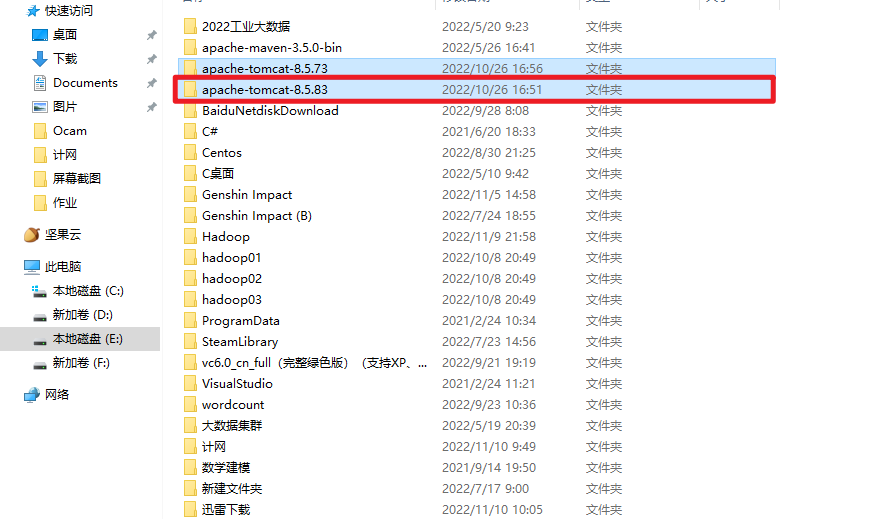 快速访问
桌面
下载
Documents
图片
Ocam
计网
屏幕截图
作业
坚果云
此电脑
本地磁盘 (C:)
新加卷 (D:)
本地磁盘 (E:)
新加卷 (F:)
网络
2022工业大数据 2022/5/20 9:23 文件夹
apache-maven-3.5.0-bin 2022/5/26 16:41 文件夹
apache-tomcat-8.5.73 2022/10/26 16:56 文件夹
apache-tomcat-8.5.83 2022/10/26 16:51 文件夹
BaiduNetdiskDownload 2022/9/28 8:08 文件夹
C# 2021/6/20 18:33 文件夹
Centos 2022/8/30 21:25 文件夹
C桌面 2022/5/10 9:42 文件夹
Genshin Impact 2022/11/5 14:58 文件夹
Genshin Impact (B) 2022/7/24 18:55 文件夹
Hadoop 2022/11/9 21:58 文件夹
hadoop01 2022/10/8 20:49 文件夹
hadoop02 2022/10/8 20:49 文件夹
hadoop03 2022/10/8 20:49 文件夹
ProgramData 2021/2/24 10:34 文件夹
SteamLibrary 2022/7/23 14:56 文件夹
vc6.0_cn_full（完整绿色版）（支持XP、... 2022/9/21 19:19 文件夹
VisualStudio 2021/2/24 11:21 文件夹
wordcount 2022/9/23 10:36 文件夹
大数据集群 2022/5/19 20:39 文件夹
计网 2022/11/10 9:49 文件夹
数学建模 2021/9/14 19:50 文件夹
新建文件夹 2022/7/17 9:00 文件夹
迅雷下载 2022/11/10 10:05 文件夹